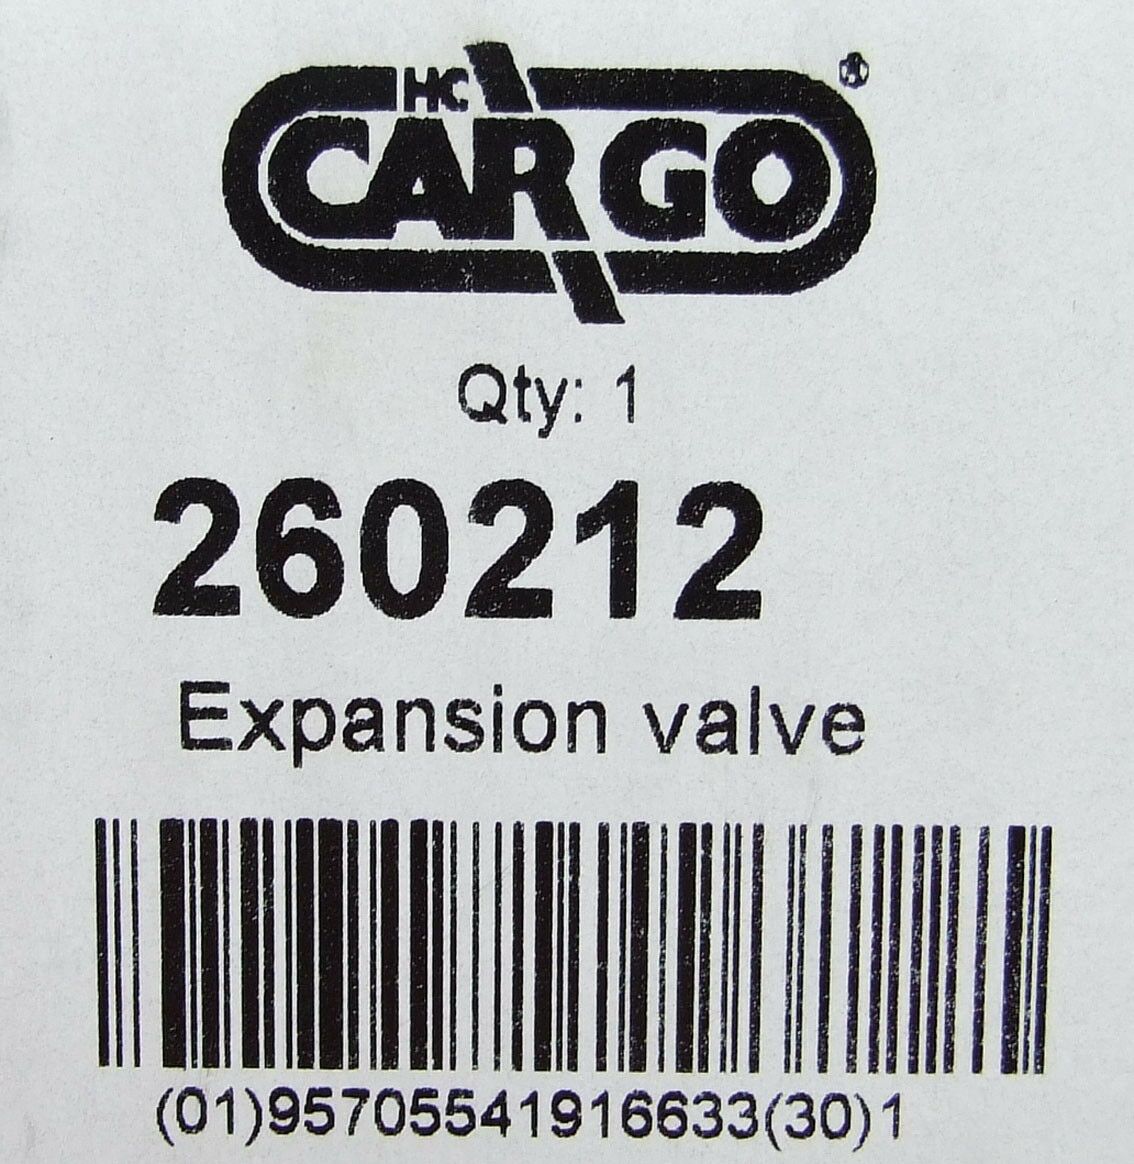 HC
CARGO®
Qty: 1
260212
Expansion valve
(01)95705541916633(30)1